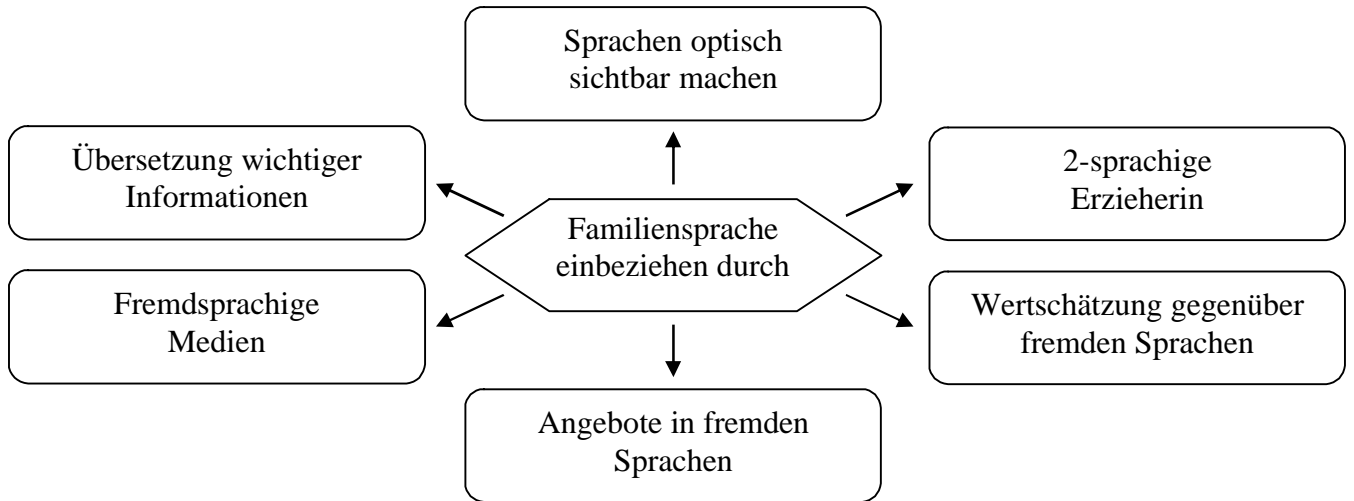 Sprachen optisch
sichtbar machen
Übersetzung wichtiger
Informationen
2-sprachige
Erzieherin
Familiensprache
einbeziehen durch
Fremdsprachige
Medien
Wertschätzung gegenüber
fremden Sprachen
Angebote in fremden
Sprachen